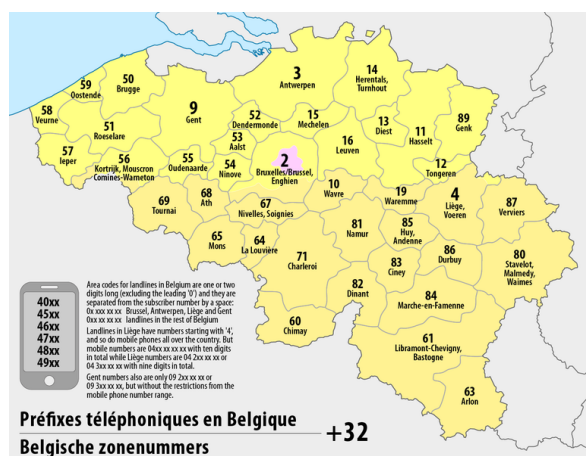 3
Antwerpen
14
Herentals,
Turnhout
59
Oostende
50
Brugge
58
Veurne
9
Gent
52
Dendermonde
15
Mechelen
13
Diest
89
Genk
51
Roeselare
53
Aalst
11
Hasselt
57
Ieper
56
Kortrijk, Mouscron
Comines-Warneton
55
Oudenaarde
54
Ninove
2
Bruxelles/Brussel,
Enghien
16
Leuven
12
Tongeren
69
Tournai
68
Ath
67
Nivelles, Soignies
10
Wavre
19
Waremme
4
Liège,
Voeren
87
Verviers
65
Mons
64
La Louvière
71
Charleroi
81
Namur
85
Huy,
Andenne
83
Ciney
86
Durbuy
80
Stavelot,
Malmedy,
Waimes
82
Dinant
84
Marche-en-Famenne
60
Chimay
61
Libramont-Chevigny,
Bastogne
63
Arlon
40xx
45xx
46xx
47xx
48xx
49xx
Area codes for landlines in Belgium are one or two
digits long (excluding the leading '0') and they are
separated from the subscriber number by a space:
0x xxx xx xx Brussel, Antwerpen, Liège and Gent
0xx xx xx xx landlines in the rest of Belgium
Landlines in Liège have numbers starting with '4',
and so do mobile phones all over the country. But
mobile numbers are 04xx xx xx xx with ten digits
in total while Liège numbers are 04 2xx xx xx or
04 3xx xx xx with nine digits in total.
Gent numbers also are only 09 2xx xx xx or
09 3xx xx xx, but without the restrictions from the
mobile phone number range.
Préfixes téléphoniques en Belgique
Belgische zonenummers
+32